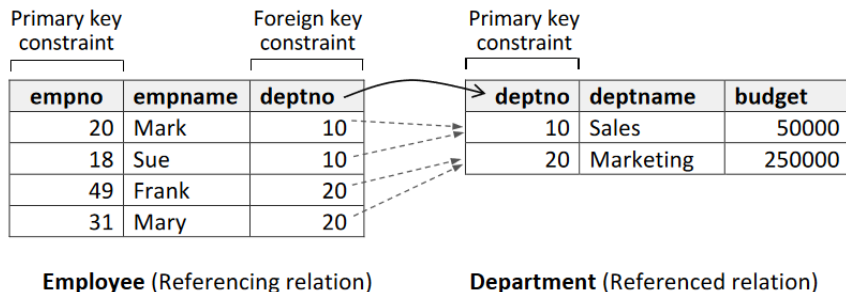 Primary key Foreign key Primary key
constraint constraint constraint
empno empname deptno deptno deptname budget
20 Mark 10 10 Sales 50000
18 Sue 10 20 Marketing 250000
49 Frank 20
31 Mary 20
Employee (Referencing relation) Department (Referenced relation)